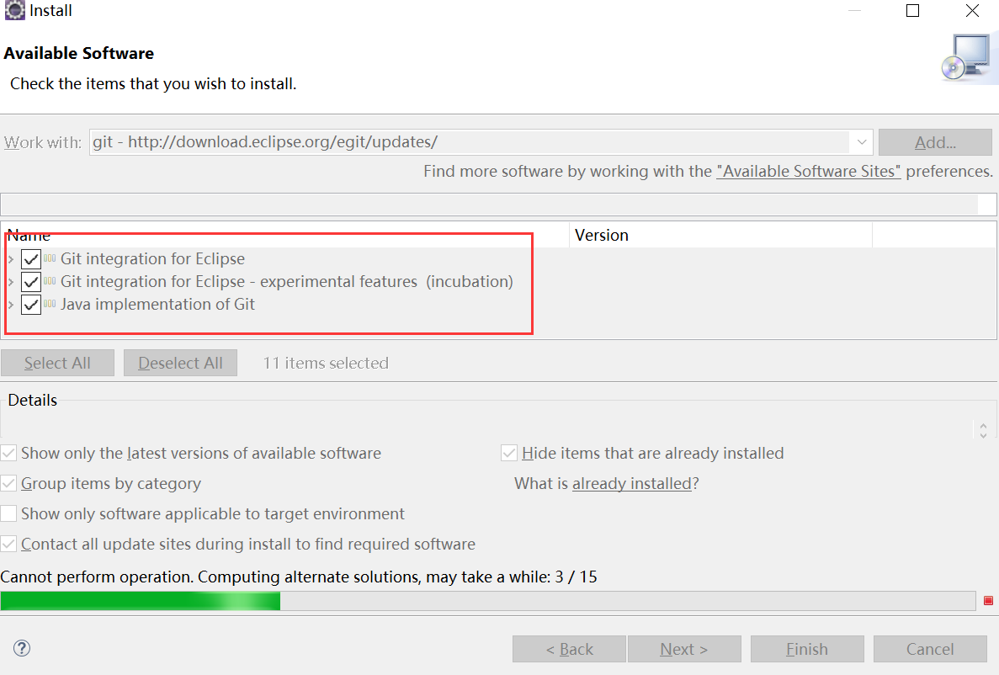 Install
Available Software
Check the items that you wish to install.
Work with: git - http://download.eclipse.org/egit/updates/ Add...
Find more software by working with the "Available Software Sites" preferences.
Name Version
Git integration for Eclipse
Git integration for Eclipse - experimental features (incubation)
Java implementation of Git
Select All Deselect All 11 items selected
Details
Show only the latest versions of available software Hide items that are already installed
Group items by category What is already installed?
Show only software applicable to target environment
Contact all update sites during install to find required software
Cannot perform operation. Computing alternate solutions, may take a while: 3 / 15
? < Back Next > Finish Cancel